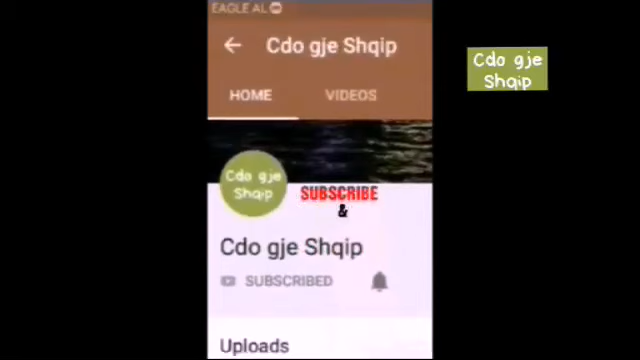 EAGLE AL
Cdo gje Shqip
HOME
VIDEOS
Cdo gje
Shqip
Cdo gje
Shqip
SUBSCRIBE
&
Cdo gje Shqip
SUBSCRIBED
Uploads